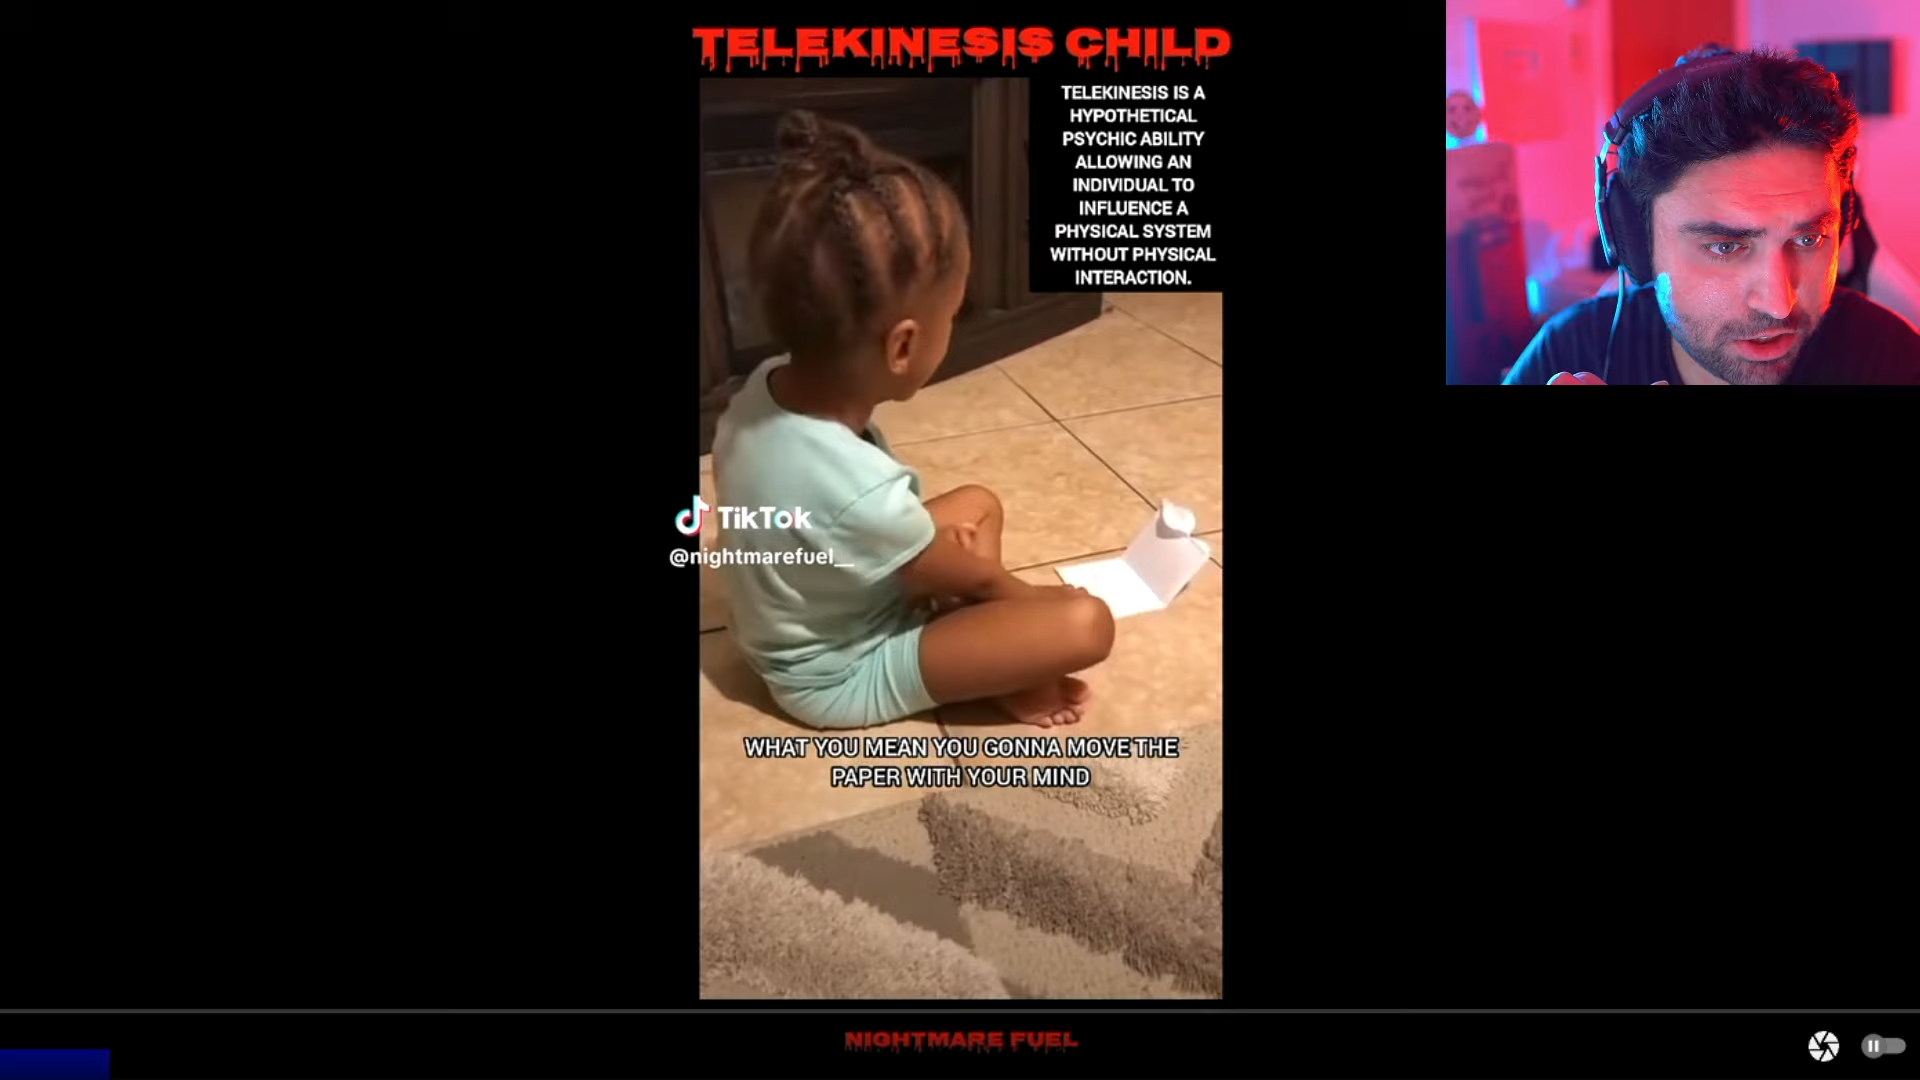 TELEKINESIS CHILD
TELEKINESIS IS A
HYPOTHETICAL
PSYCHIC ABILITY
ALLOWING AN
INDIVIDUAL TO
INFLUENCE A
PHYSICAL SYSTEM
WITHOUT PHYSICAL
INTERACTION.
TikTok
@nightmarefuel__
WHAT YOU MEAN YOU GONNA MOVE THE
PAPER WITH YOUR MIND
NIGHTMARE FUEL